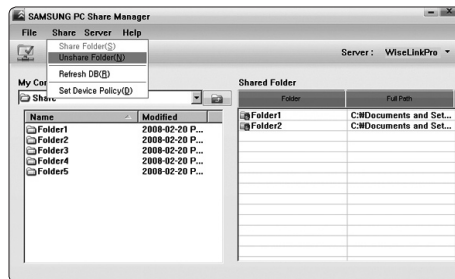 SAMSUNG PC Share Manager
File Share Server Help
Share Folder(S)
Unshare Folder(N)
Refresh DB(R)
Set Device Policy(D)
Server : WiseLinkPro
My Co
Share
Shared Folder
Name Modified
Folder1 2008-02-20 P...
Folder2 2008-02-20 P...
Folder3 2008-02-20 P...
Folder4 2008-02-20 P...
Folder5 2008-02-20 P...
Folder Full Path
Folder1 C:₩Documents and Set...
Folder2 C:₩Documents and Set...